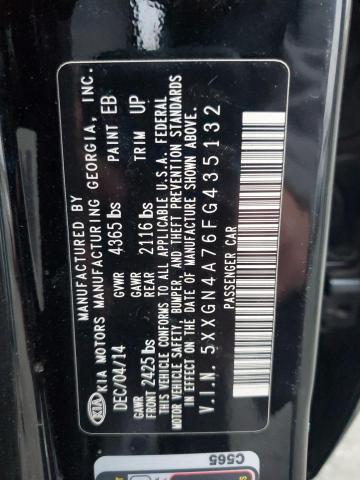 MANUFACTURED BY
KIA KIA MOTORS MANUFACTURING GEORGIA, INC.
DEC/04/14 GVWR 4365 lbs PAINT EB
GAWR FRONT 2425 lbs GAWR REAR 2116 lbs TRIM UP
THIS VEHICLE CONFORMS TO ALL APPLICABLE U.S.A. FEDERAL
MOTOR VEHICLE SAFETY, BUMPER, AND THEFT PREVENTION STANDARDS
IN EFFECT ON THE DATE OF MANUFACTURE SHOWN ABOVE.
V.I.N. 5XXGN4A76FG435132
PASSENGER CAR
C565